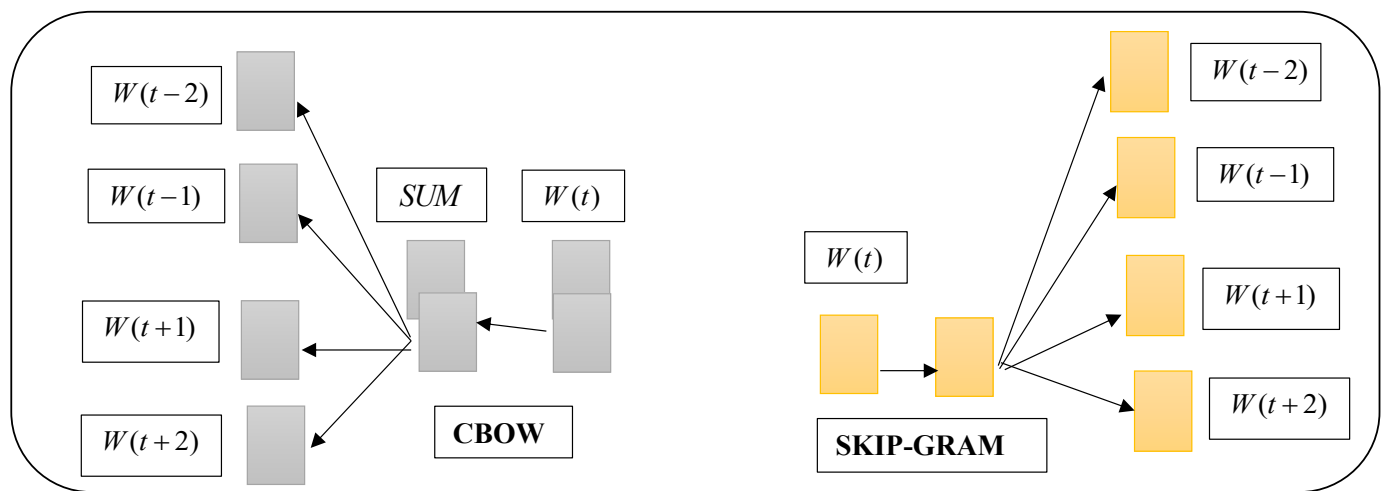 W(t−2)
W(t−1)
SUM
W(t)
W(t+1)
W(t+2)
CBOW
W(t−2)
W(t−1)
W(t)
W(t+1)
W(t+2)
SKIP-GRAM